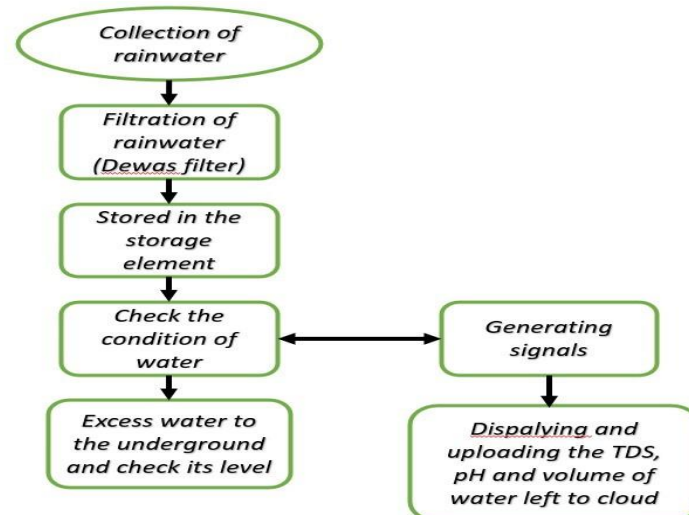 Collection of
rainwater
Filtration of
rainwater
(Dewas filter)
Stored in the
storage
element
Check the
condition of
water
Generating
signals
Excess water to
the underground
and check its level
Dispalying and
uploading the TDS,
pH and volume of
water left to cloud